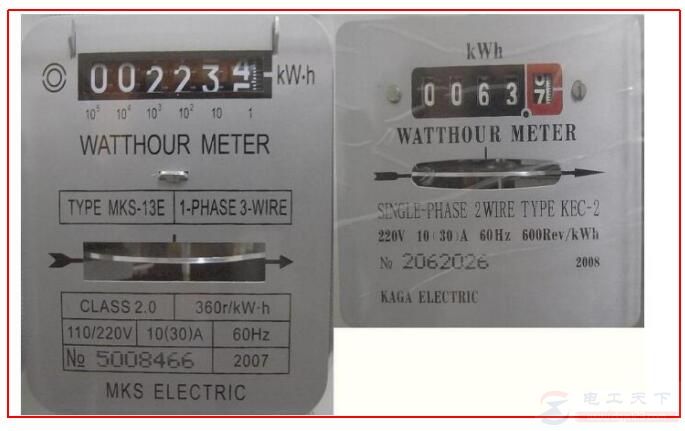 002234 kW·h
10⁵ 10⁴ 10³ 10² 10 1
WATTHOUR METER
TYPE MKS-13E 1-PHASE 3-WIRE
CLASS 2.0 360r/kW·h
110/220V 10(30)A 60Hz
№ 5008466 2007
MKS ELECTRIC
kWh
00637
WATTHOUR METER
SINGLE-PHASE 2WIRE TYPE KEC-2
220V 10(30)A 60Hz 600Rev/kWh
№ 2062026 2008
KAGA ELECTRIC
电工天下